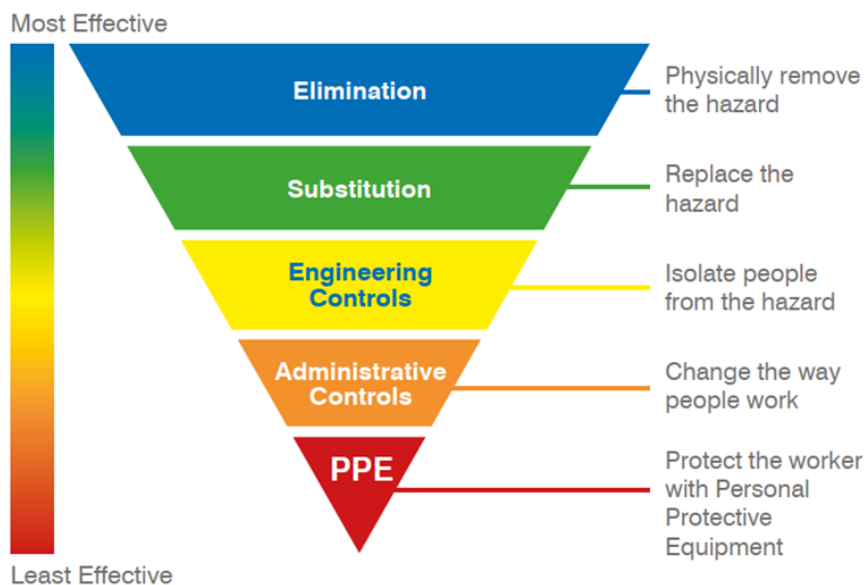 Most Effective
Elimination
Physically remove
the hazard
Substitution
Replace the
hazard
Engineering
Controls
Isolate people
from the hazard
Administrative
Controls
Change the way
people work
PPE
Protect the worker
with Personal
Protective
Equipment
Least Effective